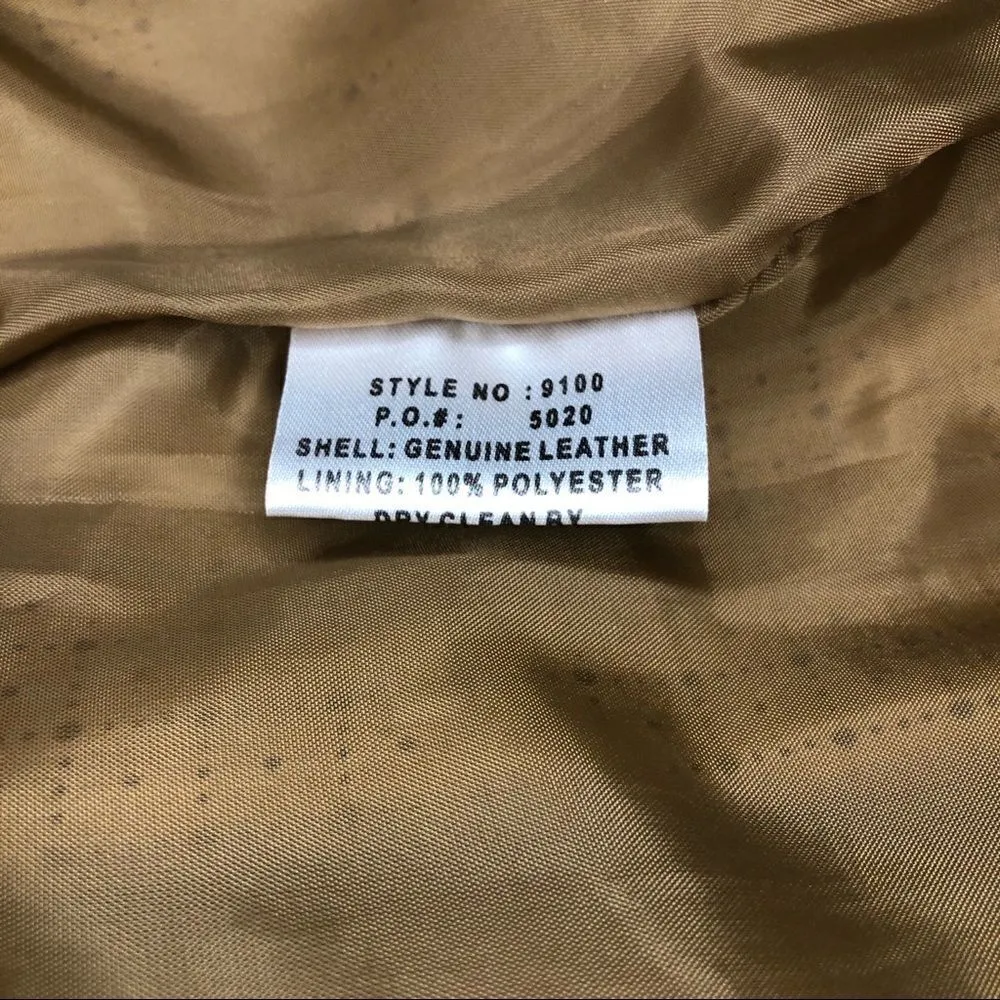 STYLE NO : 9100
P.O.#: 5020
SHELL: GENUINE LEATHER
LINING: 100% POLYESTER
DRY CLEAN BY